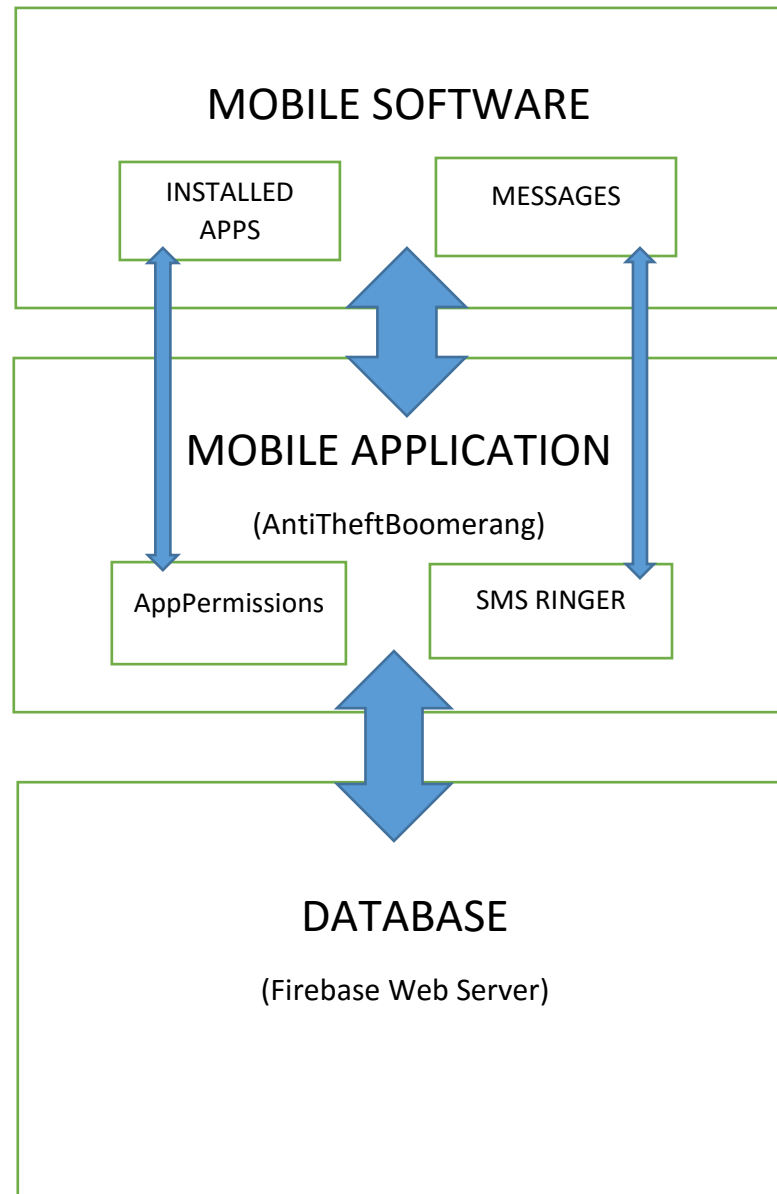 MOBILE SOFTWARE
INSTALLED
APPS
MESSAGES
MOBILE APPLICATION
(AntiTheftBoomerang)
AppPermissions
SMS RINGER
DATABASE
(Firebase Web Server)